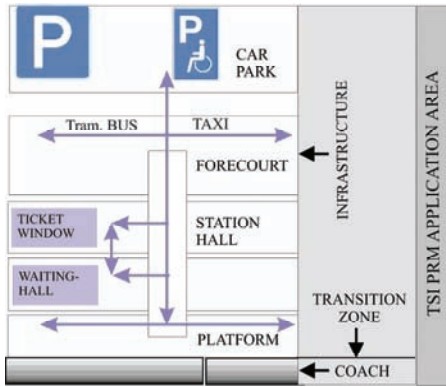 P
P
CAR
PARK
Tram. BUS
TAXI
FORECOURT
TICKET
WINDOW
STATION
HALL
WAITING-
HALL
PLATFORM
INFRASTRUCTURE
TRANSITION
ZONE
COACH
TSI PRM APPLICATION AREA